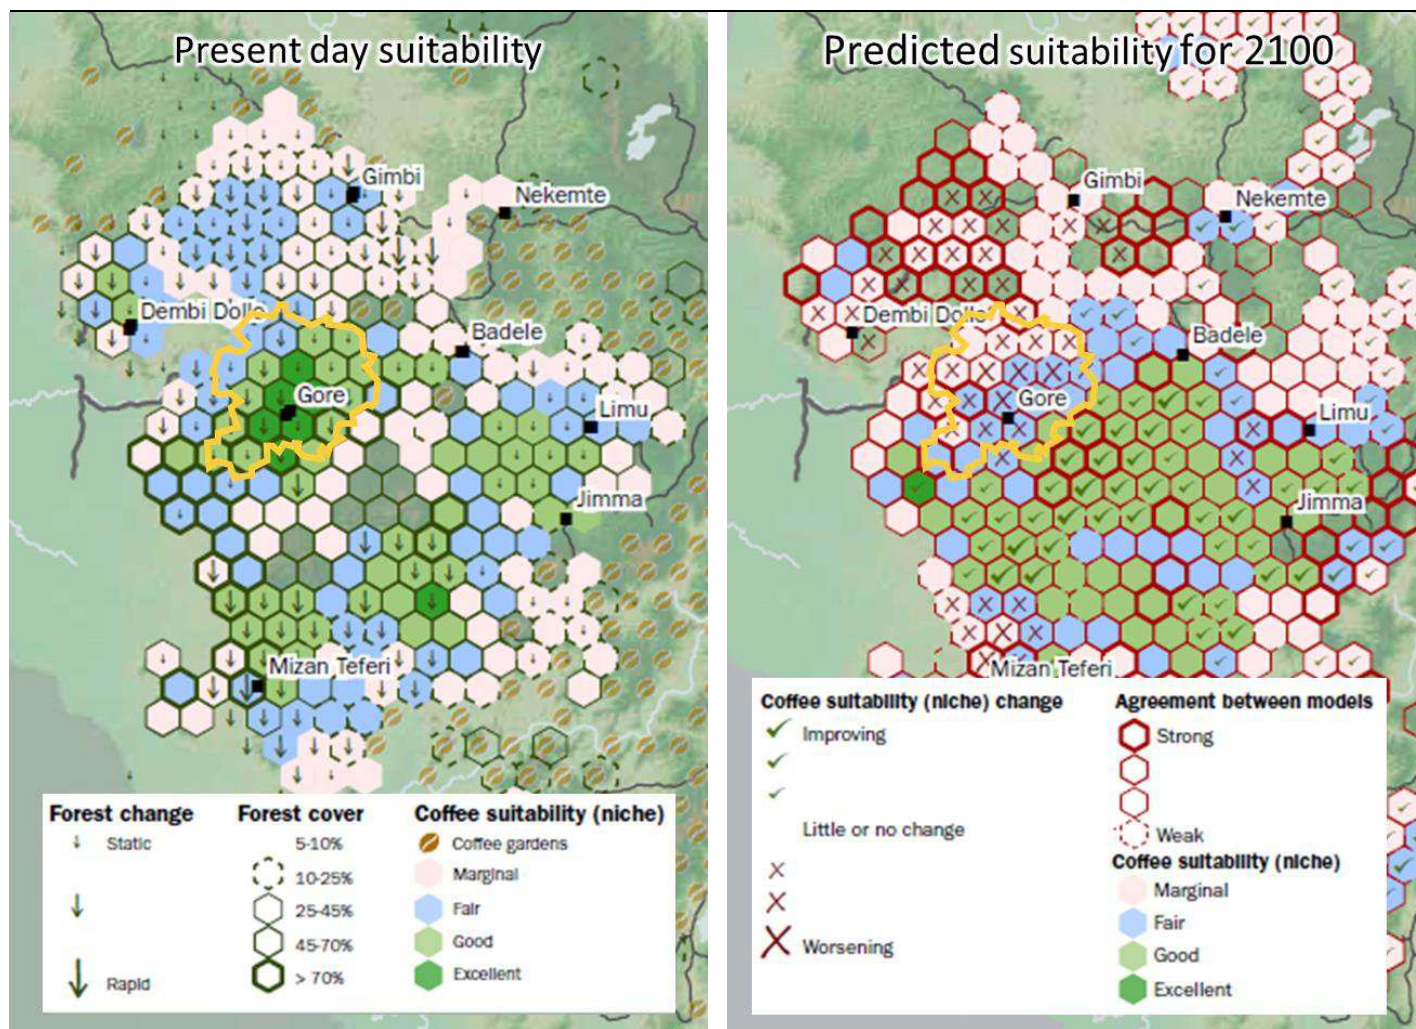 Present day suitability
Gimbi
Nekemte
Dembi Dollo
Badele
Gore
Limu
Jimma
Mizan Teferi
Forest change
Static
Rapid
Forest cover
5-10%
10-25%
25-45%
45-70%
> 70%
Coffee suitability (niche)
Coffee gardens
Marginal
Fair
Good
Excellent
Predicted suitability for 2100
Gimbi
Nekemte
Dembi Dollo
Badele
Gore
Limu
Jimma
Mizan Teferi
Coffee suitability (niche) change
Improving
Little or no change
Worsening
Agreement between models
Strong
Weak
Coffee suitability (niche)
Marginal
Fair
Good
Excellent